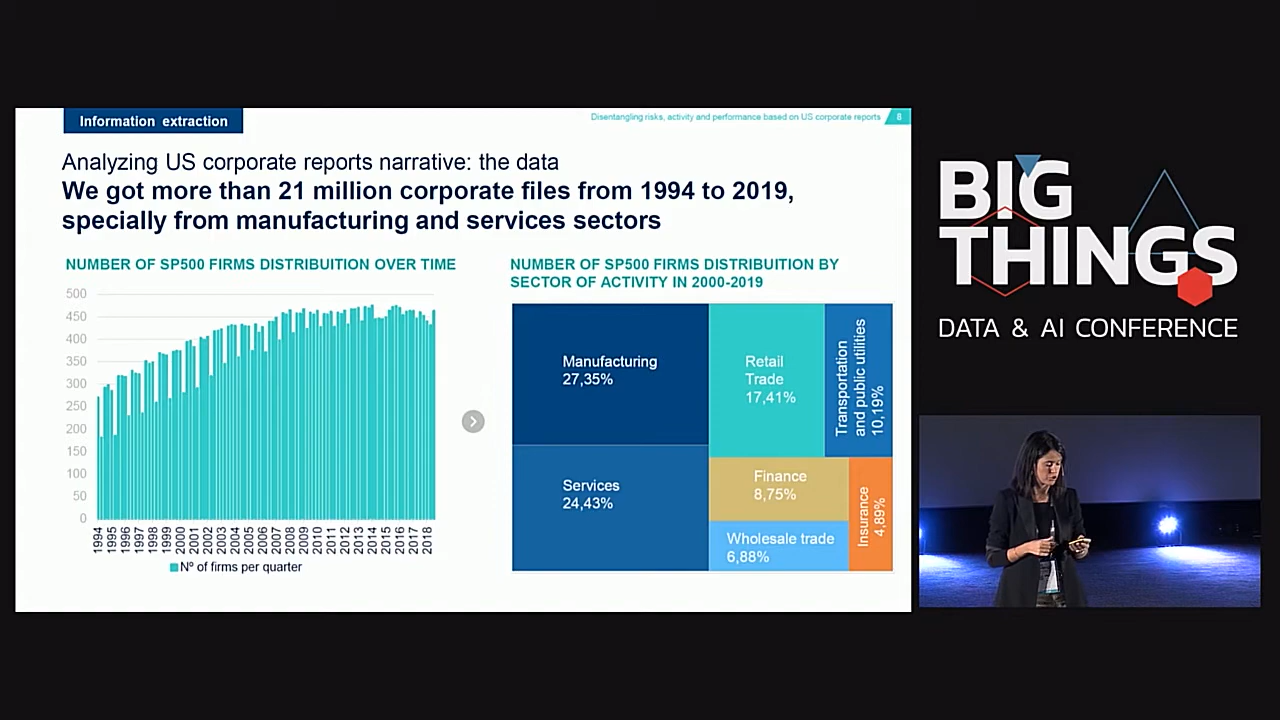 Information extraction
Disentangling risks, activity and performance based on US corporate reports
8
Analyzing US corporate reports narrative: the data
We got more than 21 million corporate files from 1994 to 2019,
specially from manufacturing and services sectors
NUMBER OF SP500 FIRMS DISTRIBUITION OVER TIME
500
450
400
350
300
250
200
150
100
50
0
1994
1995
1996
1997
1998
1999
2000
2001
2002
2003
2004
2005
2006
2007
2008
2009
2010
2011
2012
2013
2014
2015
2016
2017
2018
Nº of firms per quarter
NUMBER OF SP500 FIRMS DISTRIBUITION BY
SECTOR OF ACTIVITY IN 2000-2019
Manufacturing
27,35%
Services
24,43%
Retail
Trade
17,41%
Transportation
and public utilities
10,19%
Finance
8,75%
Wholesale trade
6,88%
Insurance
4,89%
BIG
THINGS
DATA & AI CONFERENCE